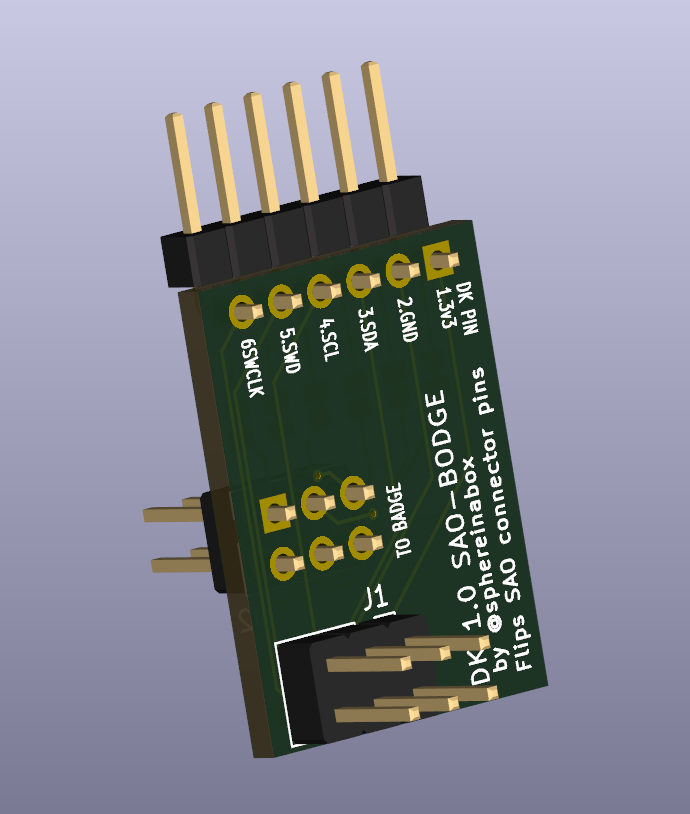 DK PIN
1.3v3
2.GND
3.SDA
4.SCL
5.SWD
6SWCLK
TO BADGE
J1
DK 1.0 SAO-BODGE
by @sphereinabox
Flips SAO connector pins